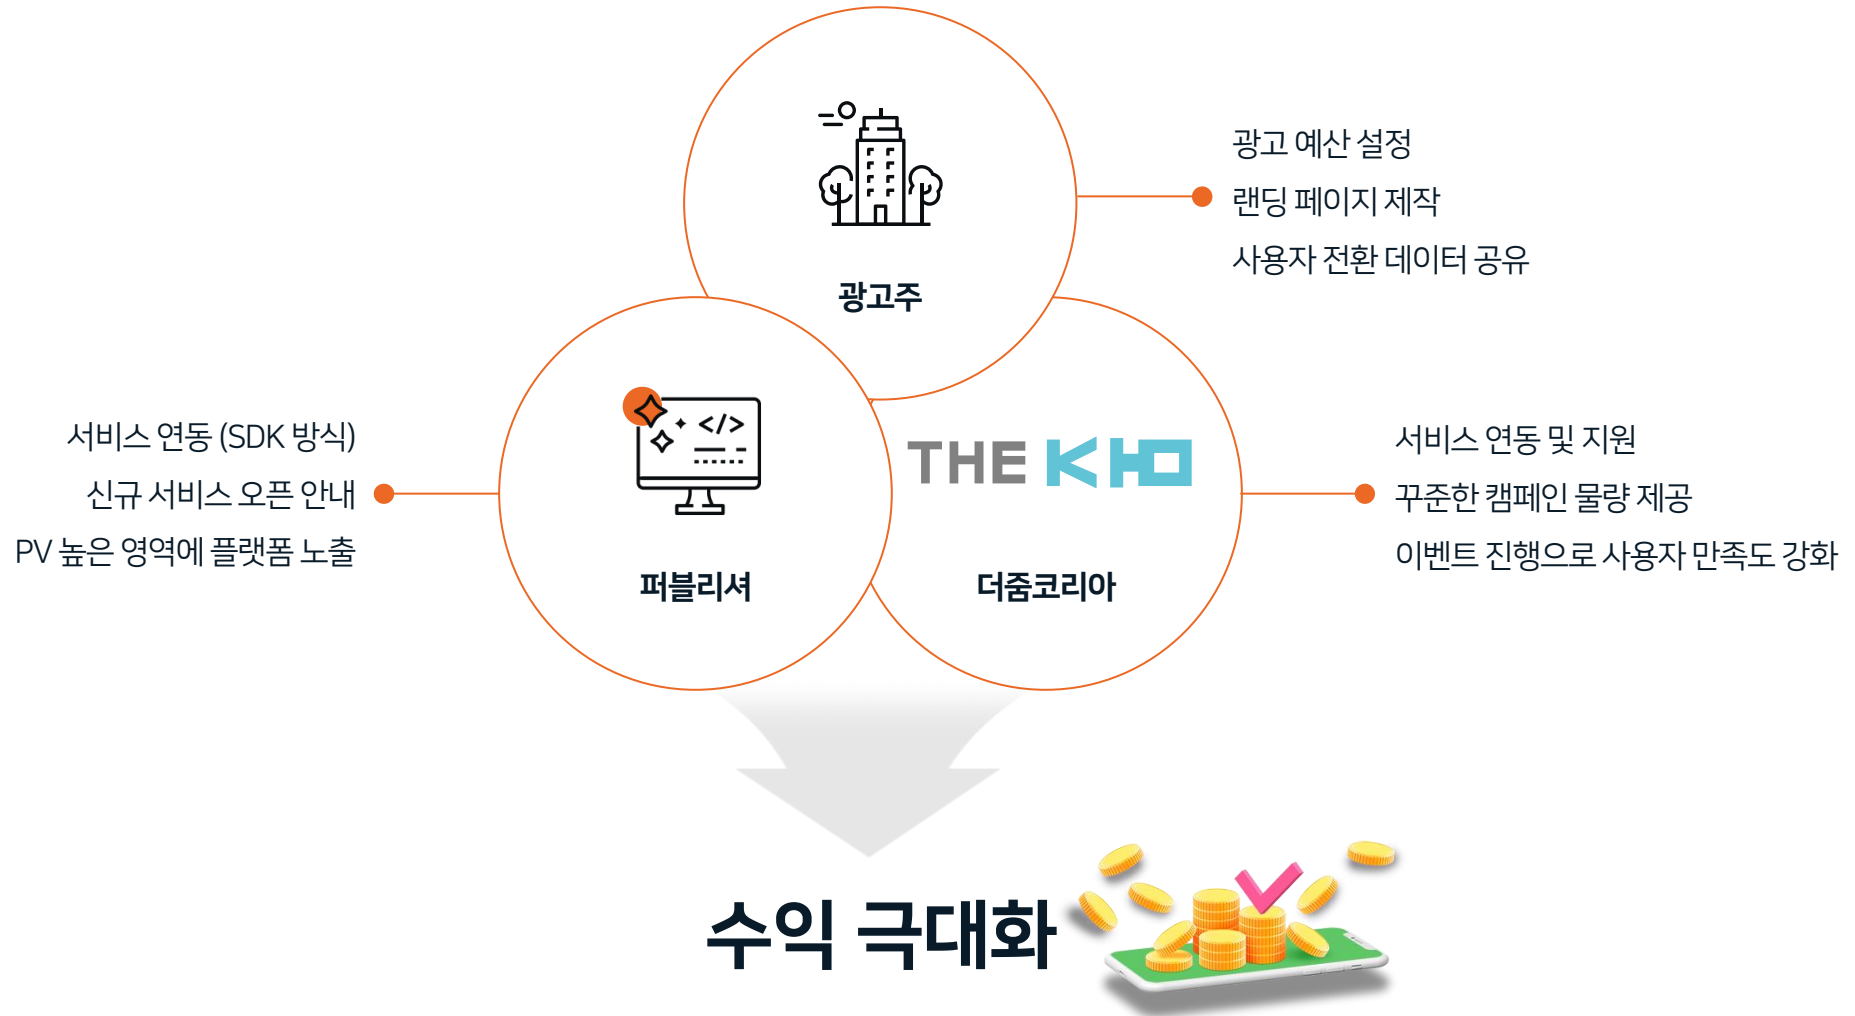 광고 예산 설정
랜딩 페이지 제작
사용자 전환 데이터 공유
광고주
서비스 연동 (SDK 방식)
신규 서비스 오픈 안내
PV 높은 영역에 플랫폼 노출
</>
퍼블리셔
THE
더줌코리아
서비스 연동 및 지원
꾸준한 캠페인 물량 제공
이벤트 진행으로 사용자 만족도 강화
수익 극대화